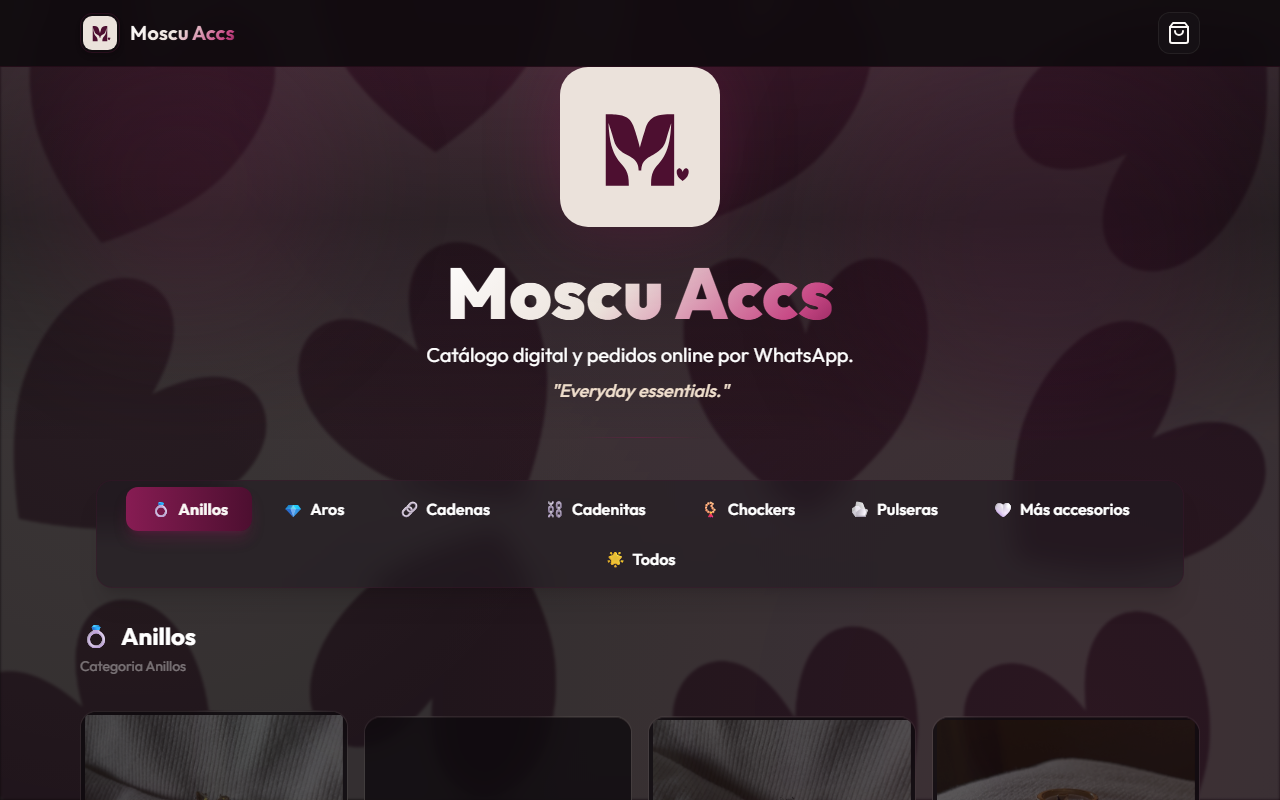 Moscu Accs
Moscu Accs
Catálogo digital y pedidos online por WhatsApp.
"Everyday essentials."
Anillos
Aros
Cadenas
Cadenitas
Chockers
Pulseras
Más accesorios
Todos
Anillos
Categoria Anillos